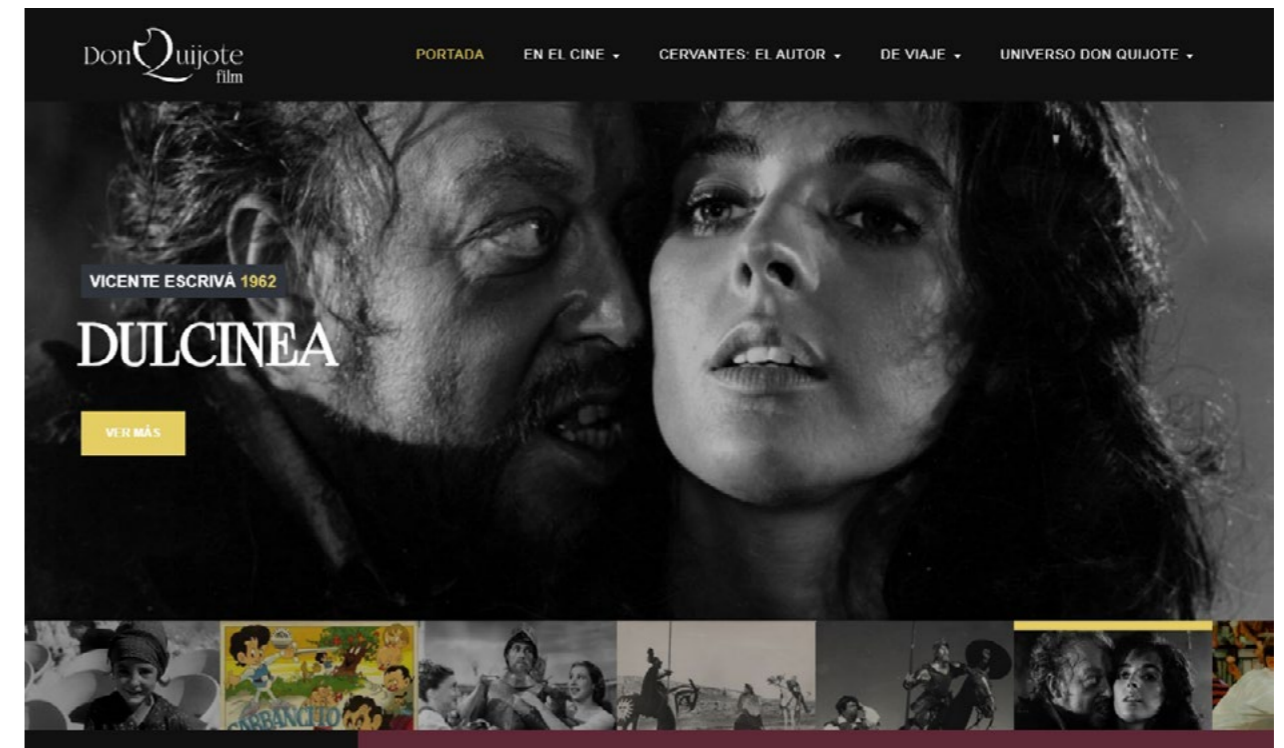 Don Quijote
film
PORTADA
EN EL CINE
CERVANTES: EL AUTOR
DE VIAJE
UNIVERSO DON QUIJOTE
VICENTE ESCRIVÁ 1962
DULCINEA
VER MÁS
GARBANCITO